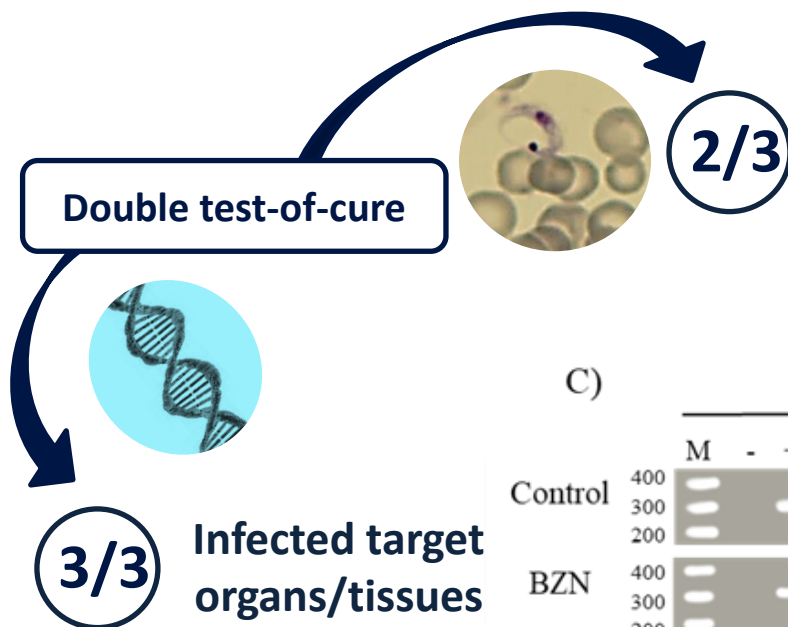 2/3
Double test-of-cure
3/3
Infected target
organs/tissues
C)
M - +
Control
400
300
200
BZN
400
300